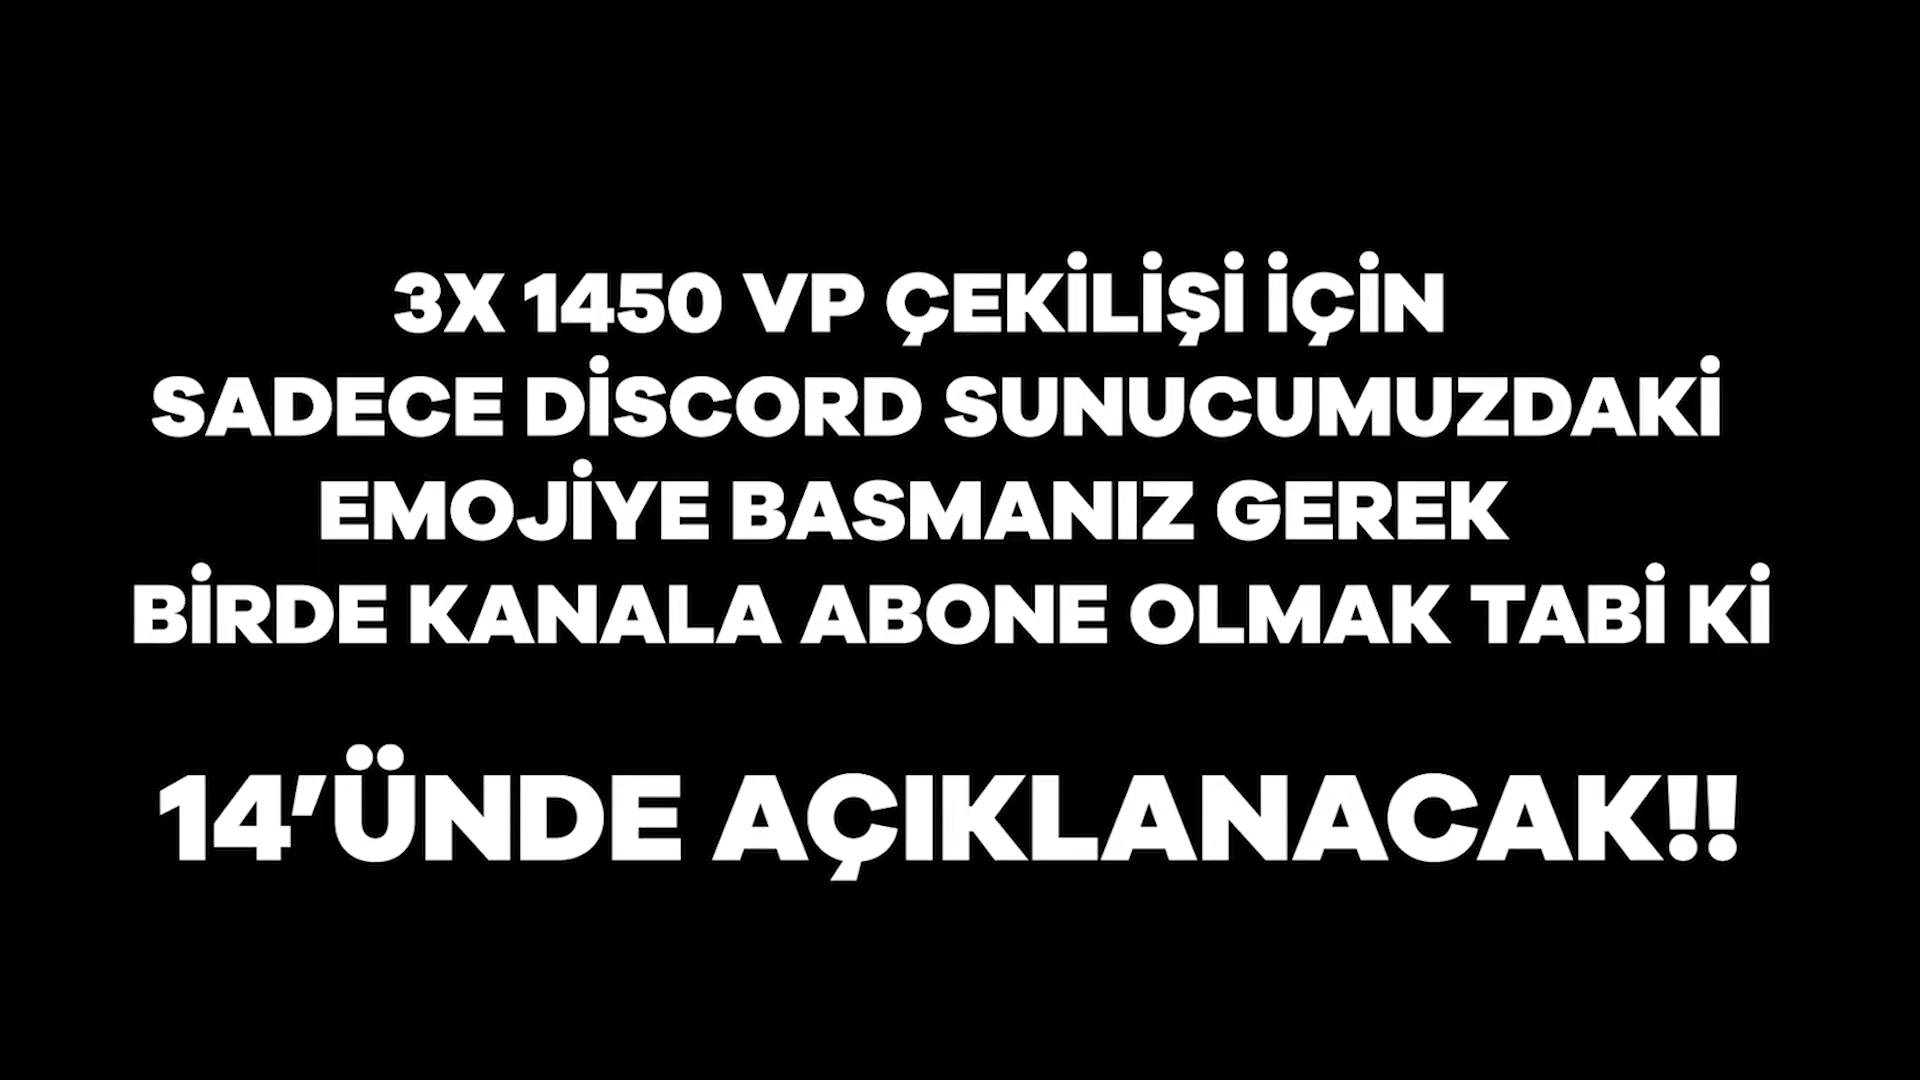 3X 1450 VP ÇEKİLİŞİ İÇİN
SADECE DİSCORD SUNUCUMUZDAKİ
EMOJİYE BASMANIZ GEREK
BİRDE KANALA ABONE OLMAK TABİ Kİ
14’ÜNDE AÇIKLANACAK!!